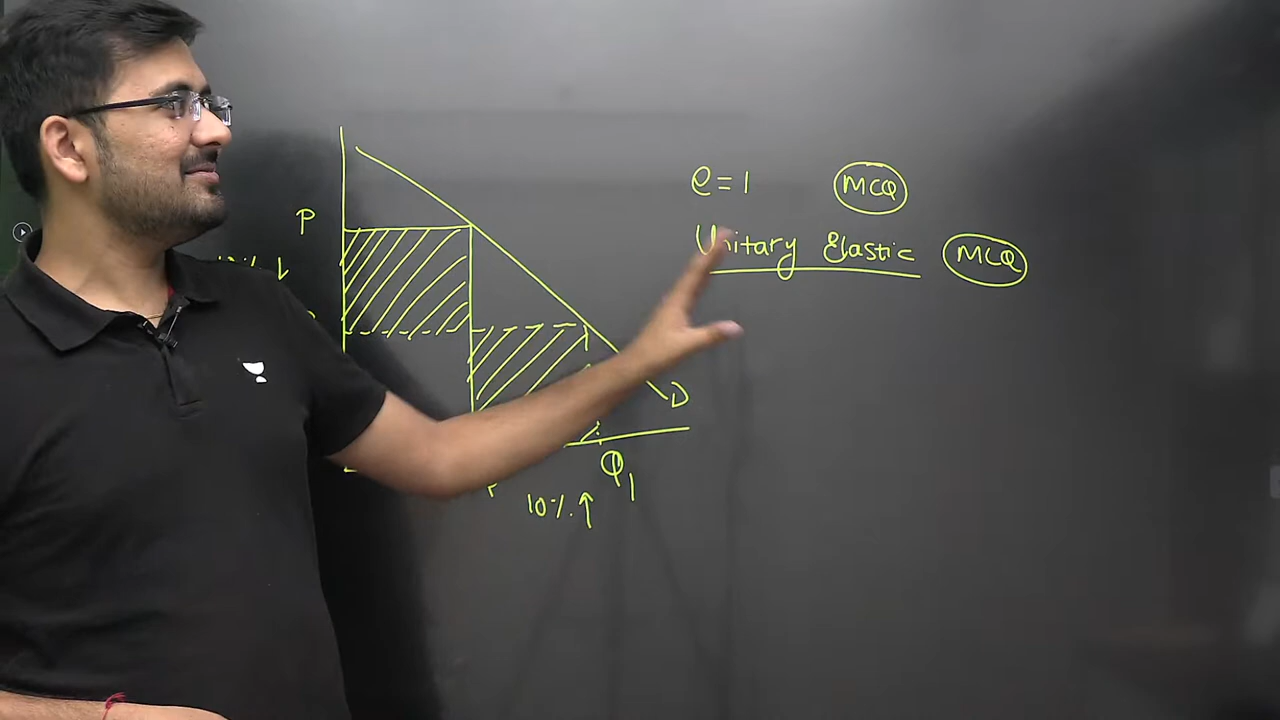 e = 1 MCQ
Unitary Elastic MCQ
P
D
Q1
10% ↑